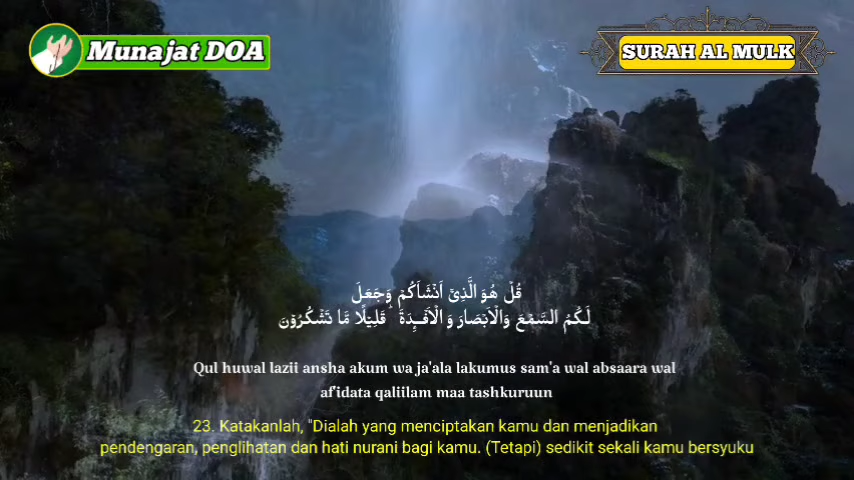 Munajat DOA
SURAH AL MULK
قُلْ هُوَ الَّذِيْٓ اَنْشَاَكُمْ وَجَعَلَ
لَكُمُ السَّمْعَ وَالْاَبْصَارَ وَالْاَفْـِٕدَةَ ۗ قَلِيْلًا مَّا تَشْكُرُوْنَ
Qul huwal lazii ansha akum wa ja'ala lakumus sam'a wal absaara wal
af'idata qaliilam maa tashkuruun
23. Katakanlah, "Dialah yang menciptakan kamu dan menjadikan
pendengaran, penglihatan dan hati nurani bagi kamu. (Tetapi) sedikit sekali kamu bersyuku